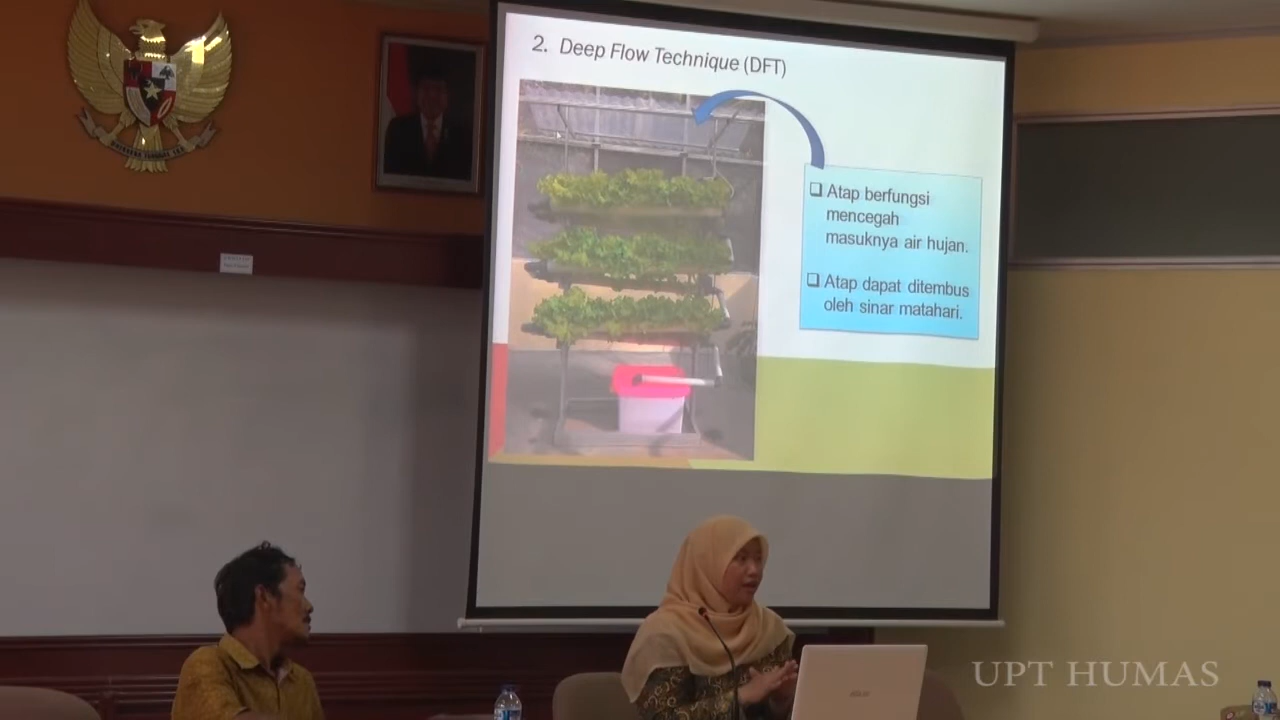 2. Deep Flow Technique (DFT)
❑ Atap berfungsi
mencegah
masuknya air hujan.
❑ Atap dapat ditembus
oleh sinar matahari.
ASUS
UPT HUMAS